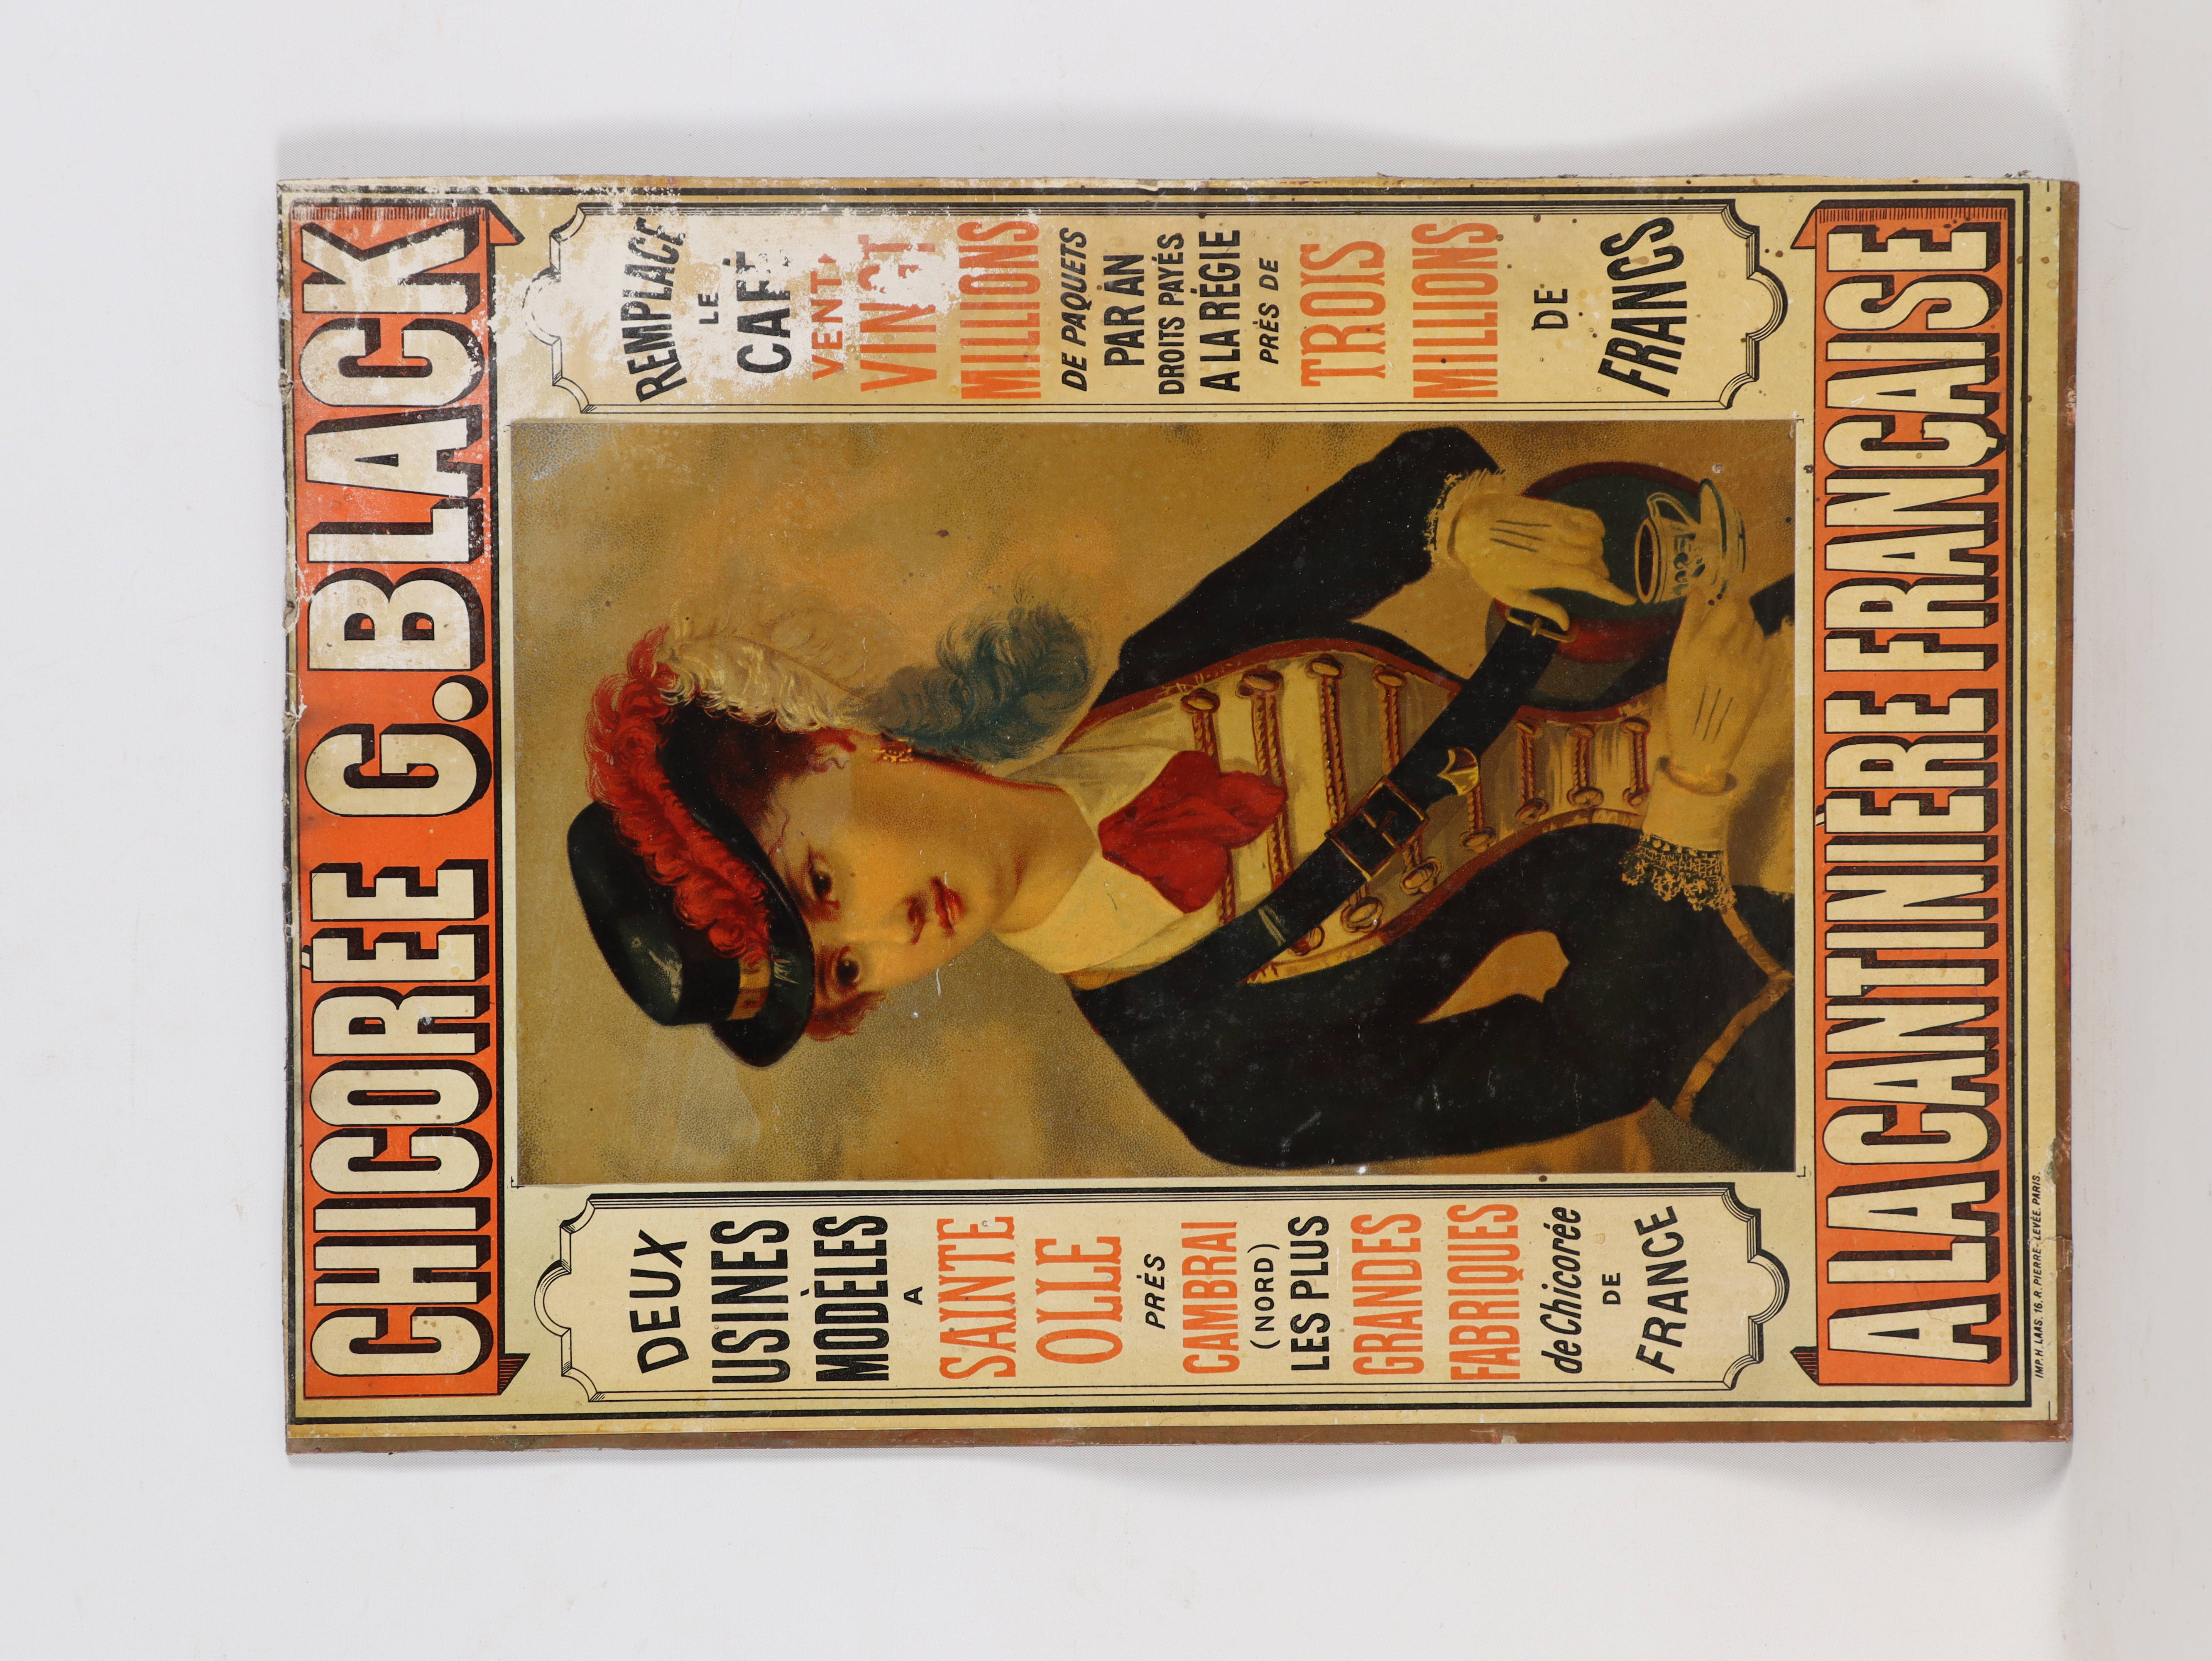 CHICORÉE G. BLACK
DEUX
USINES
MODÈLES
A
SAINTE
OLLE
PRÈS
CAMBRAI
(NORD)
LES PLUS
GRANDES
FABRIQUES
de Chicorée
DE
FRANCE
REMPLACE
LE
CAFÉ
VENT
VINGT
MILLIONS
DE PAQUETS
PAR AN
DROITS PAYÉS
A LA RÉGIE
PRÈS DE
TROIS
MILLIONS
DE
FRANCS
A LA CANTINIÈRE FRANÇAISE
IMP. H. LAAS. 16, R. PIERRE-LEVÉE. PARIS.